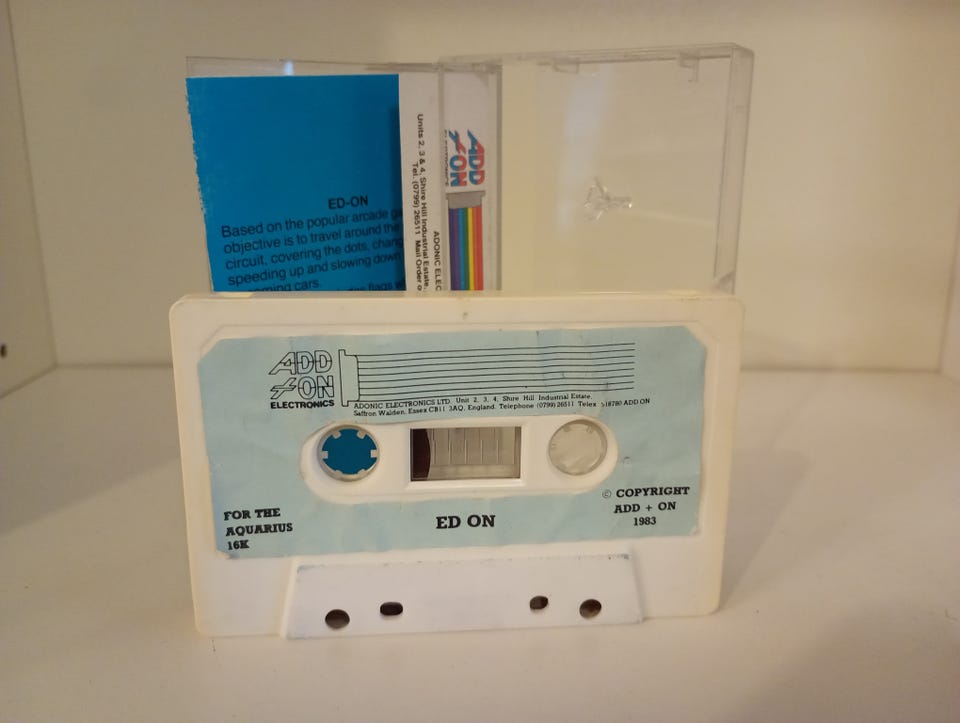 ED-ON
Based on the popular arcade
objective is to travel around the
circuit, covering the dots,
speeding up and slowing down
cars.
flags
Units 2, 3 & 4, Shire Hill Industrial Estate,
Tel. (0799) 26511 Mail Order
ADONIC
ADD
+ON
ADD
+ON
ELECTRONICS
ADONIC ELECTRONICS LTD. Unit 2, 3, 4, Shire Hill Industrial Estate,
Saffron Walden, Essex CB11 3AQ, England. Telephone (0799) 26511 Telex ADD ON
FOR THE
AQUARIUS
16K
ED ON
© COPYRIGHT
ADD + ON
1983